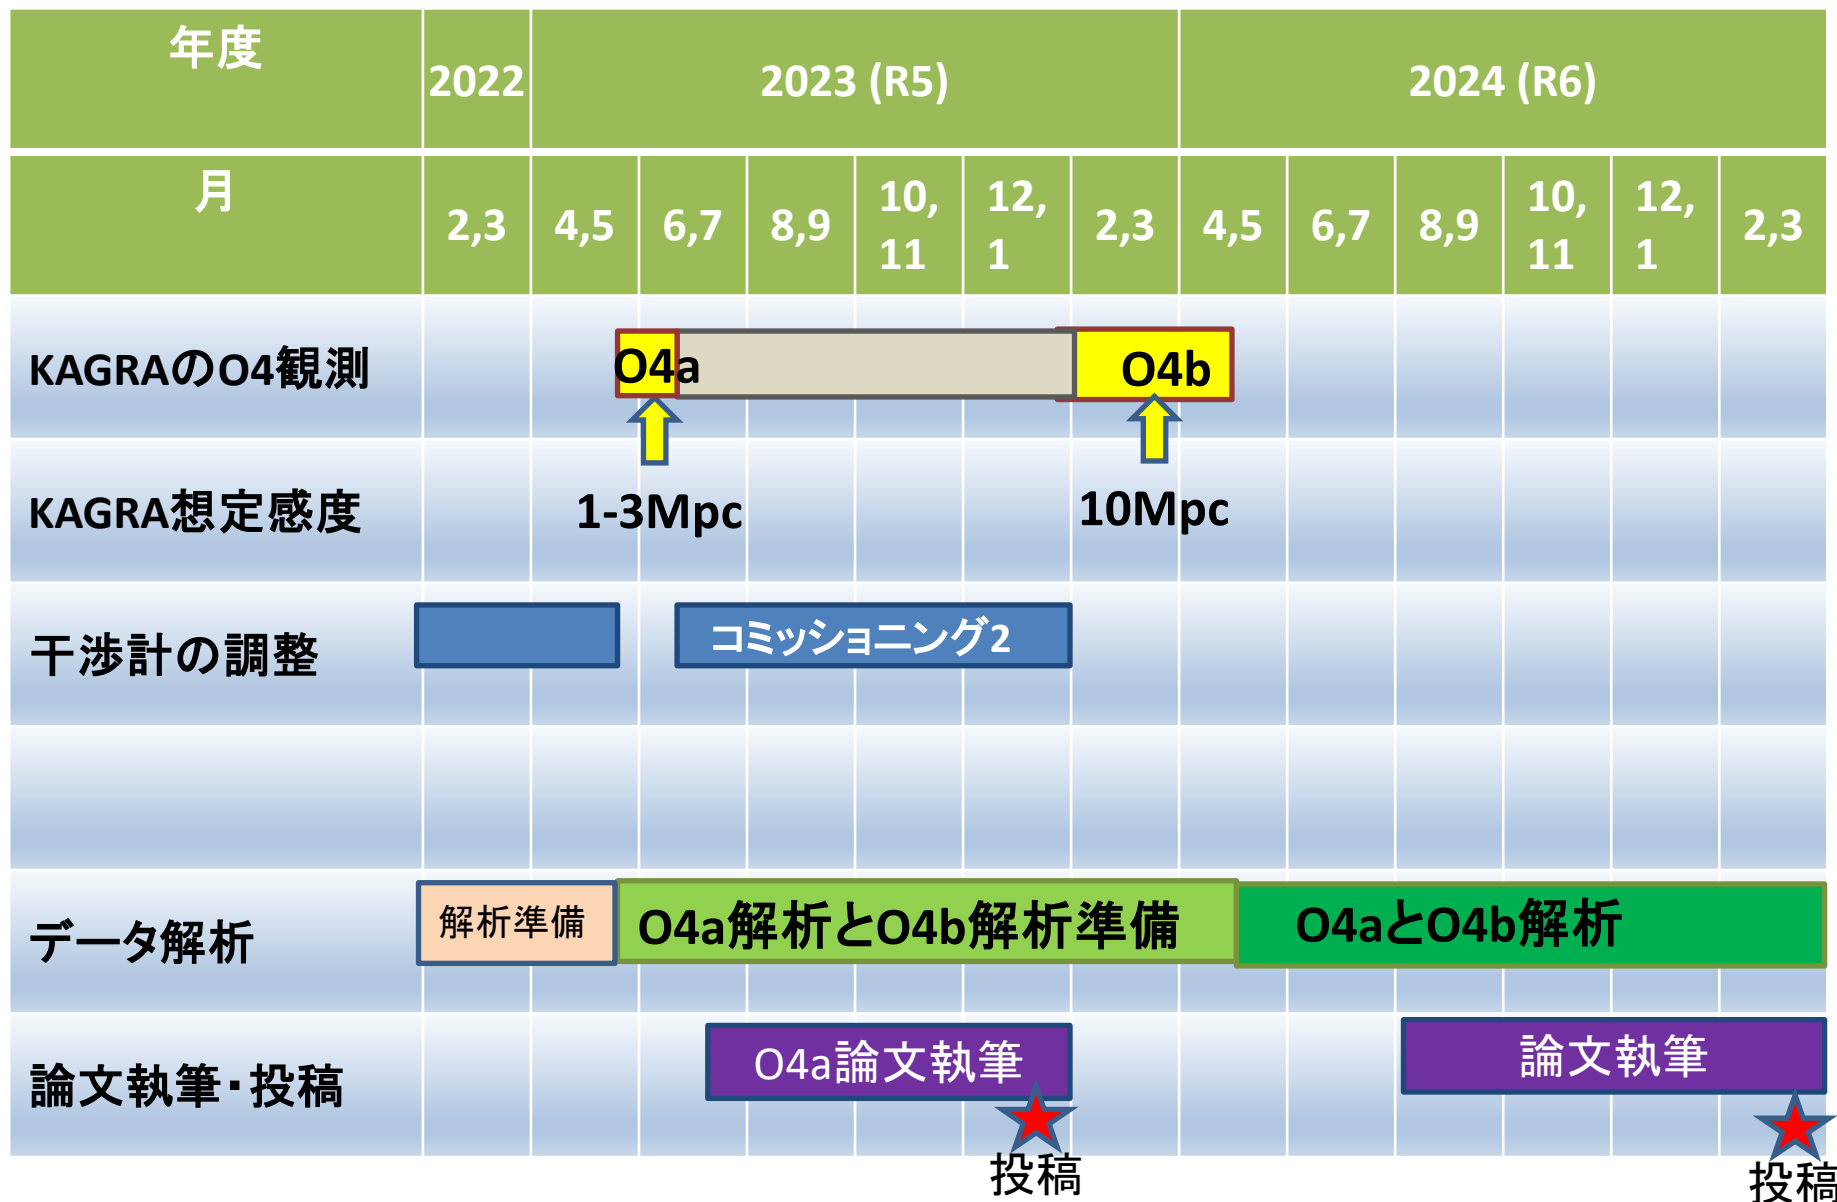 年度
2022
2023 (R5)
2024 (R6)
月
2,3
4,5
6,7
8,9
10,
11
12,
1
2,3
4,5
6,7
8,9
10,
11
12,
1
2,3
KAGRAのO4観測
O4a
O4b
KAGRA想定感度
1-3Mpc
10Mpc
干渉計の調整
コミッショニング2
データ解析
解析準備
O4a解析とO4b解析準備
O4aとO4b解析
論文執筆・投稿
O4a論文執筆
論文執筆
投稿
投稿